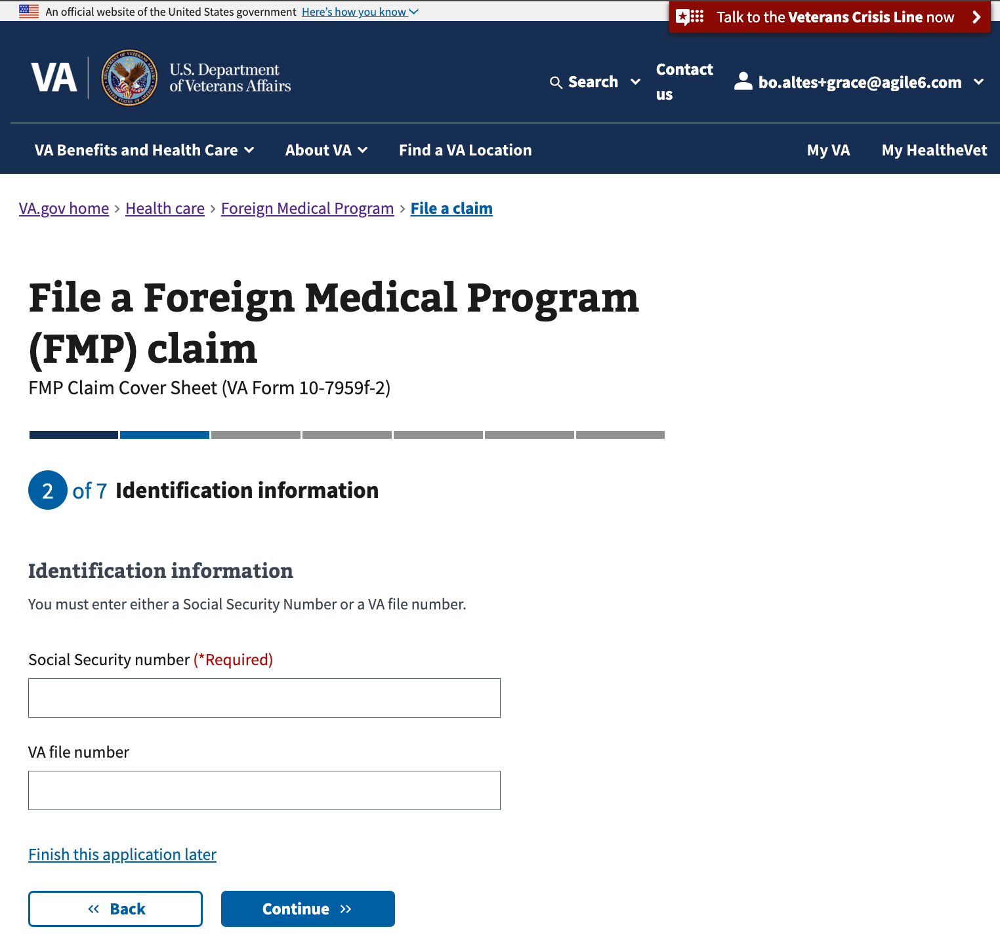 An official website of the United States government Here's how you know
Talk to the Veterans Crisis Line now
VA
U.S. Department
of Veterans Affairs
Search
Contact
us
bo.altes+grace@agile6.com
VA Benefits and Health Care About VA Find a VA Location My VA My HealtheVet
VA.gov home Health care Foreign Medical Program File a claim
File a Foreign Medical Program
(FMP) claim
FMP Claim Cover Sheet (VA Form 10-7959f-2)
2 of 7 Identification information
Identification information
You must enter either a Social Security Number or a VA file number.
Social Security number (*Required)
VA file number
Finish this application later
Back
Continue